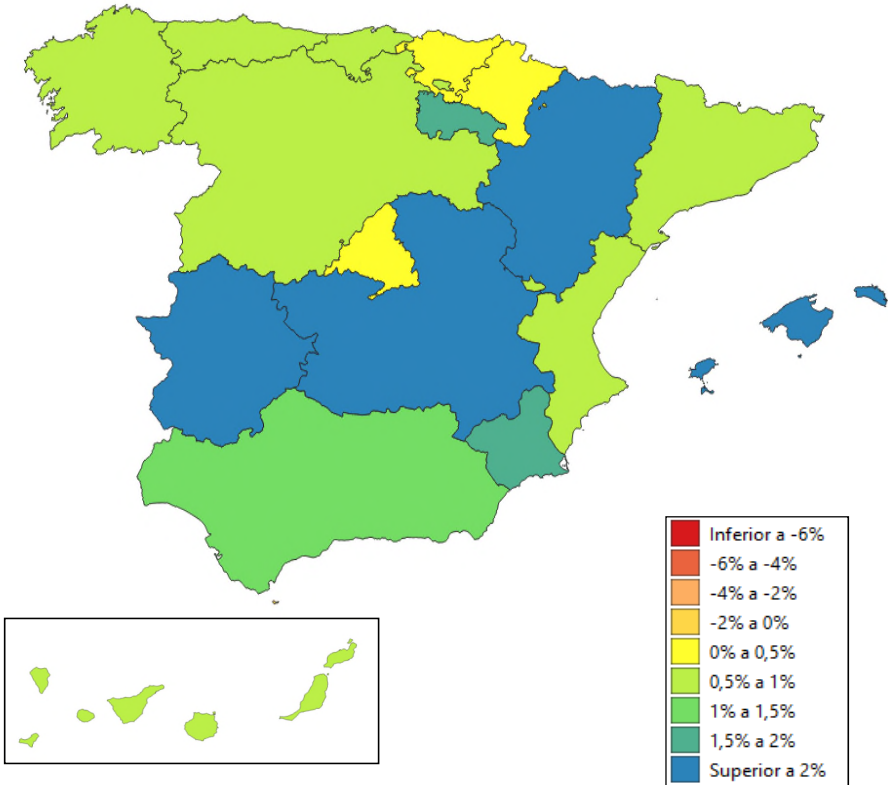 Inferior a -6%
-6% a -4%
-4% a -2%
-2% a 0%
0% a 0,5%
0,5% a 1%
1% a 1,5%
1,5% a 2%
Superior a 2%